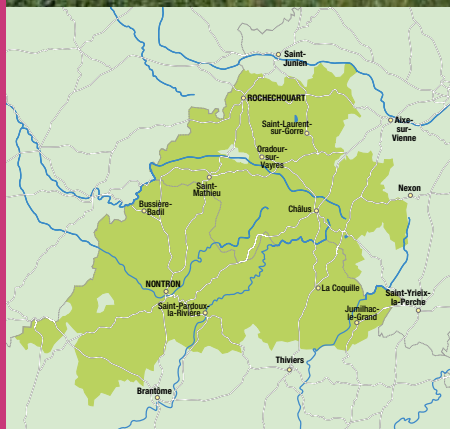 Saint-
Junien
ROCHECHOUART
Saint-Laurent-
sur-Gorre
Aixe-
sur-
Vienne
Oradour-
sur-
Vayres
Saint-
Mathieu
Nexon
Bussière-
Badil
Châlus
NONTRON
La Coquille
Saint-Yrieix-
la-Perche
Saint-Pardoux-
la-Rivière
Jumilhac-
le-Grand
Thiviers
Brantôme